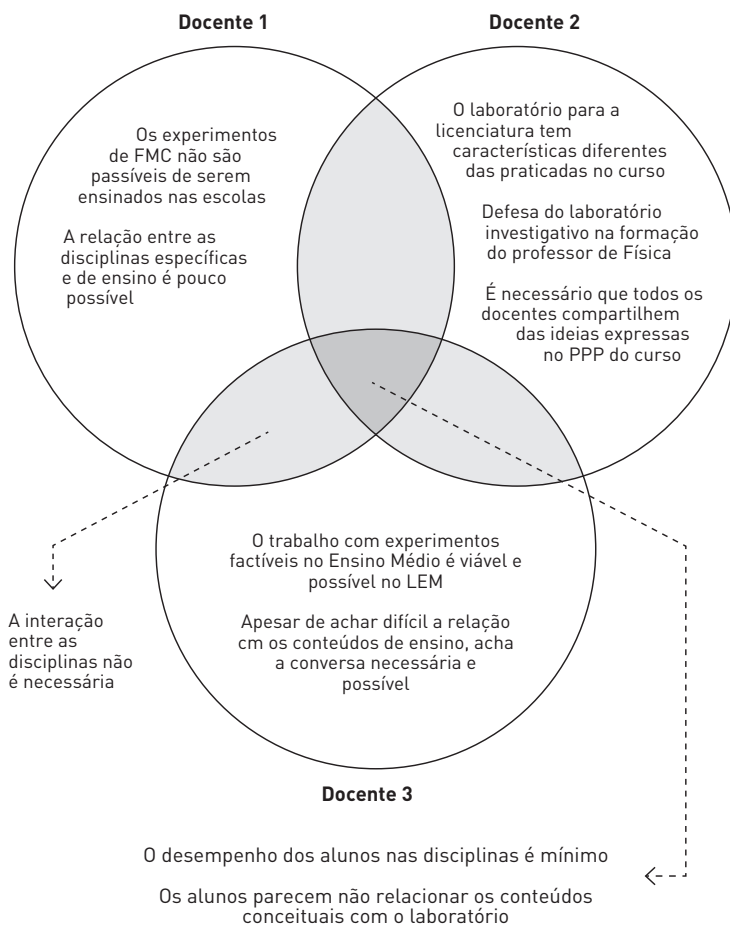 Docente 1
Docente 2
Os experimentos
de FMC não são
passíveis de serem
ensinados nas escolas
A relação entre as
disciplinas específicas
e de ensino é pouco
possível
O laboratório para a
licenciatura tem
características diferentes
das praticadas no curso
Defesa do laboratório
investigativo na formação
do professor de Física
É necessário que todos os
docentes compartilhem
das ideias expressas
no PPP do curso
O trabalho com experimentos
factíveis no Ensino Médio é viável e
possível no LEM
Apesar de achar difícil a relação
cm os conteúdos de ensino, acha
a conversa necessária e
possível
A interação
entre as
disciplinas não
é necessária
Docente 3
O desempenho dos alunos nas disciplinas é mínimo
Os alunos parecem não relacionar os conteúdos
conceituais com o laboratório